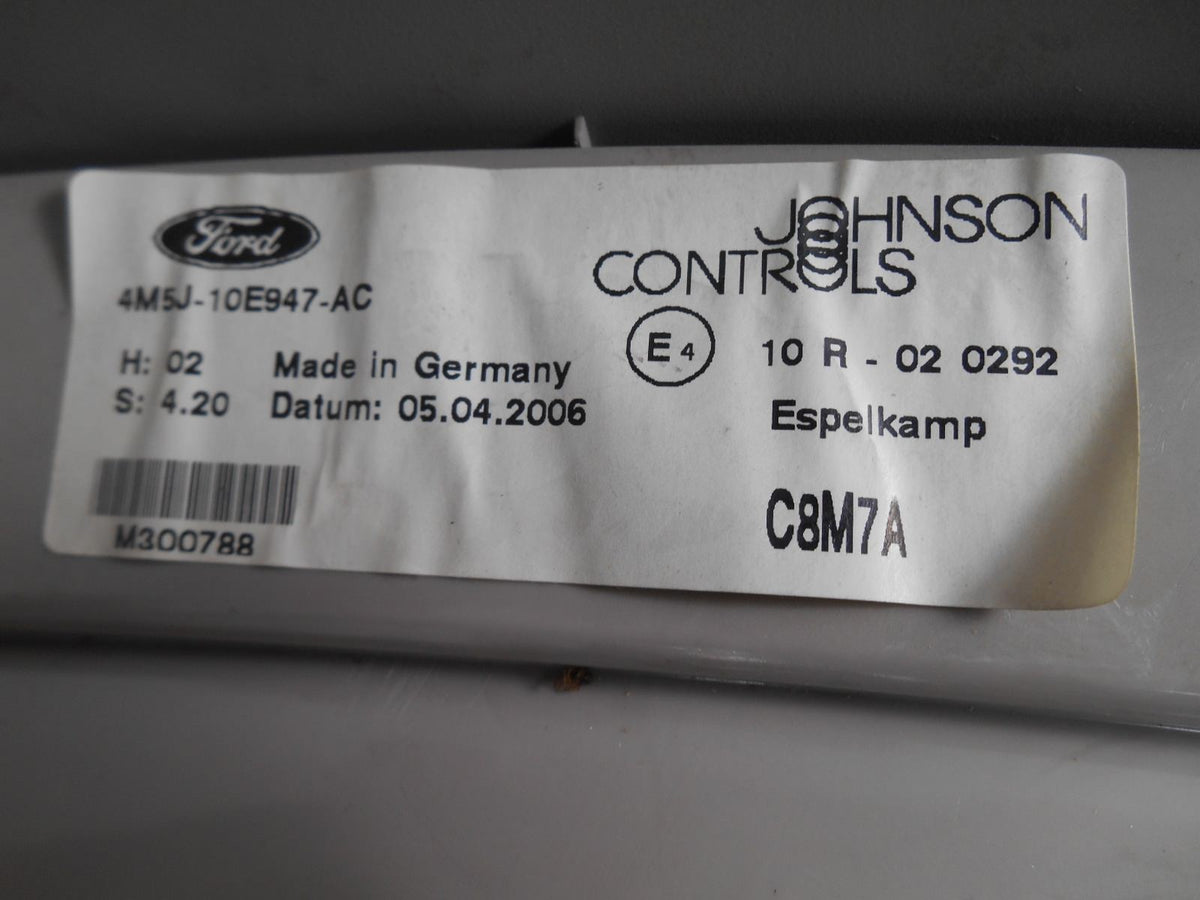 Ford
4M5J-10E947-AC
H: 02 Made in Germany
S: 4.20 Datum: 05.04.2006
M300788
JOHNSON
CONTROLS
E4 10 R - 02 0292
Espelkamp
C8M7A